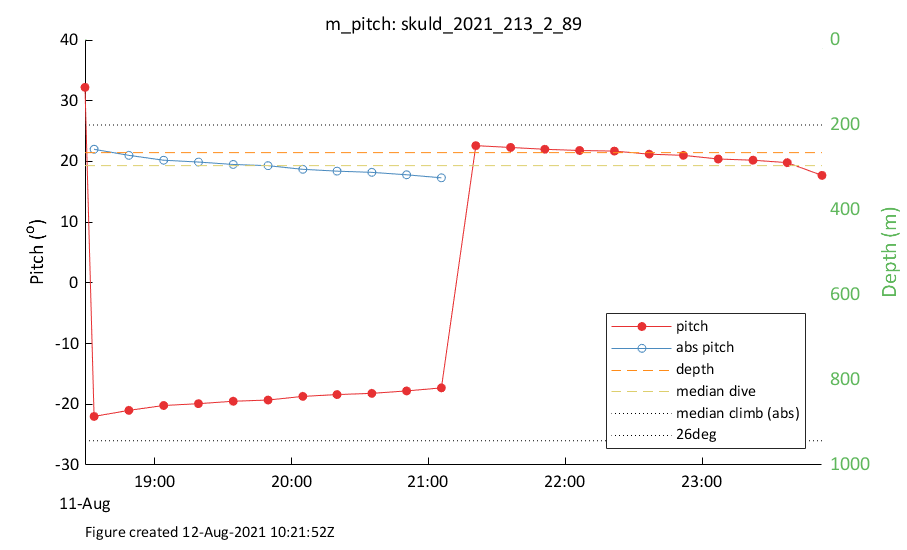 m_pitch: skuld_2021_213_2_89
40
30
20
10
0
-10
-20
-30
Pitch (º)
0
200
400
600
800
1000
Depth (m)
pitch
abs pitch
depth
median dive
median climb (abs)
26deg
19:00
20:00
21:00
22:00
23:00
11-Aug
Figure created 12-Aug-2021 10:21:52Z